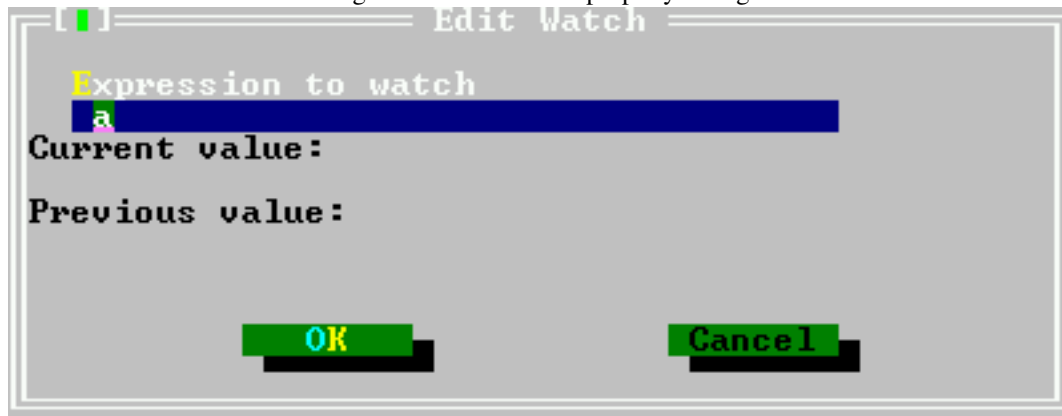 Edit Watch
Expression to watch
a
Current value:
Previous value:
OK Cancel